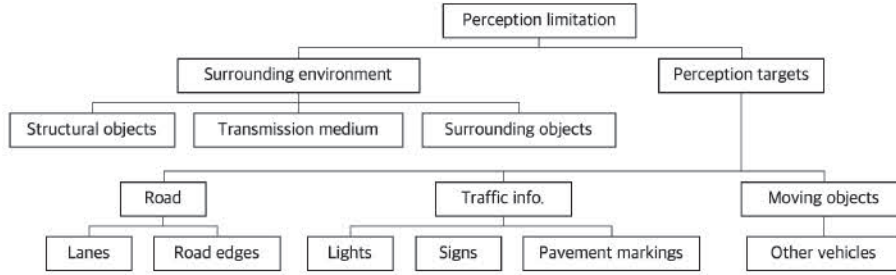 Perception limitation
Surrounding environment
Perception targets
Structural objects
Transmission medium
Surrounding objects
Road
Traffic info.
Moving objects
Lanes
Road edges
Lights
Signs
Pavement markings
Other vehicles